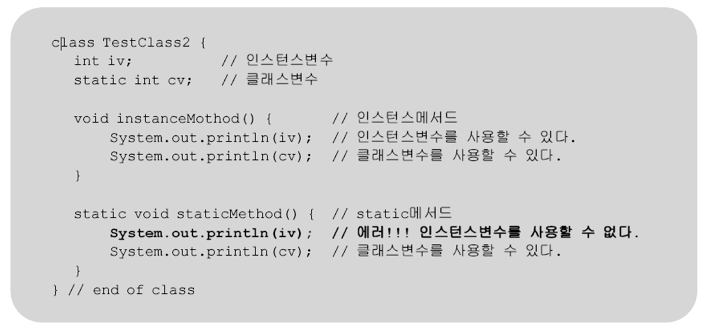 class TestClass2 {
int iv; // 인스턴스변수
static int cv; // 클래스변수
void instanceMothod() { // 인스턴스메서드
System.out.println(iv); // 인스턴스변수를 사용할 수 있다.
System.out.println(cv); // 클래스변수를 사용할 수 있다.
}
static void staticMethod() { // static메서드
System.out.println(iv); // 에러!!! 인스턴스변수를 사용할 수 없다.
System.out.println(cv); // 클래스변수를 사용할 수 있다.
}
} // end of class